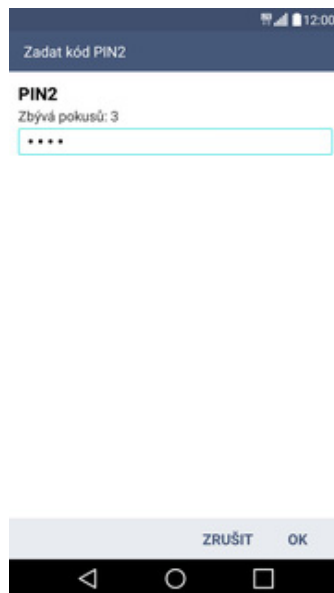 12:00
Zadat kód PIN2
PIN2
Zbývá pokusů: 3
••••
ZRUŠIT OK